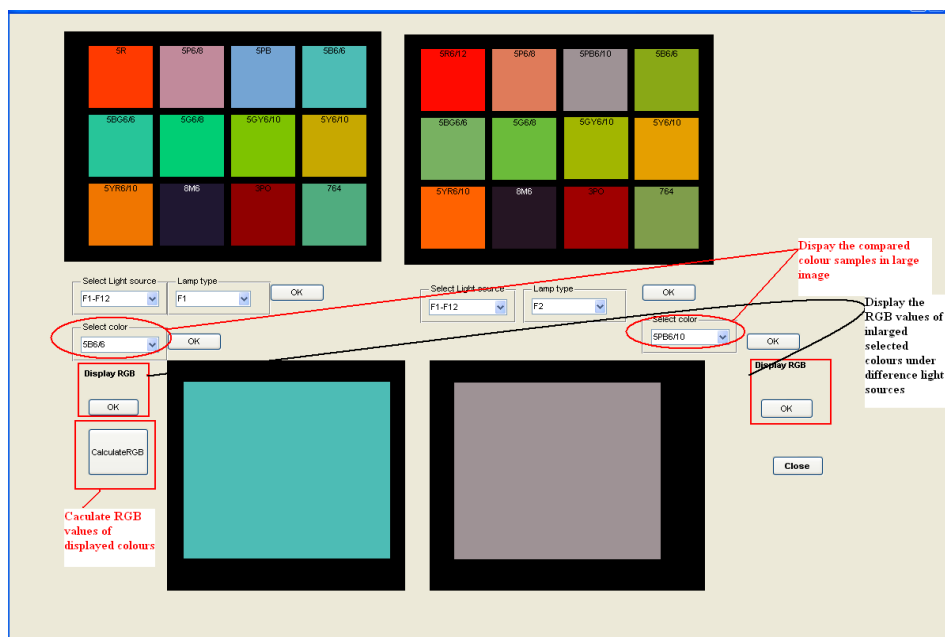 5R 5P6/8 5PB 5B6/6
5BG6/6 5G6/8 5GY6/10 5Y6/10
5YR6/10 8M6 3PO 764
5R6/12 5P6/8 5PB6/10 5B6/6
5BG6/6 5G6/8 5GY6/10 5Y6/10
5YR6/10 8M6 3PO 764
Select Light source Lamp type
F1-F12 F1 OK
Select color
5B6/6 OK
Select Light source Lamp type
F1-F12 F2 OK
Select color
5PB6/10 OK
Dispay the compared
colour samples in large
image
Display the
RGB values of
inlarged
selected
colours under
difference light
sources
Display RGB
OK
Display RGB
OK
CalculateRGB
Close
Caculate RGB
values of
displayed colours